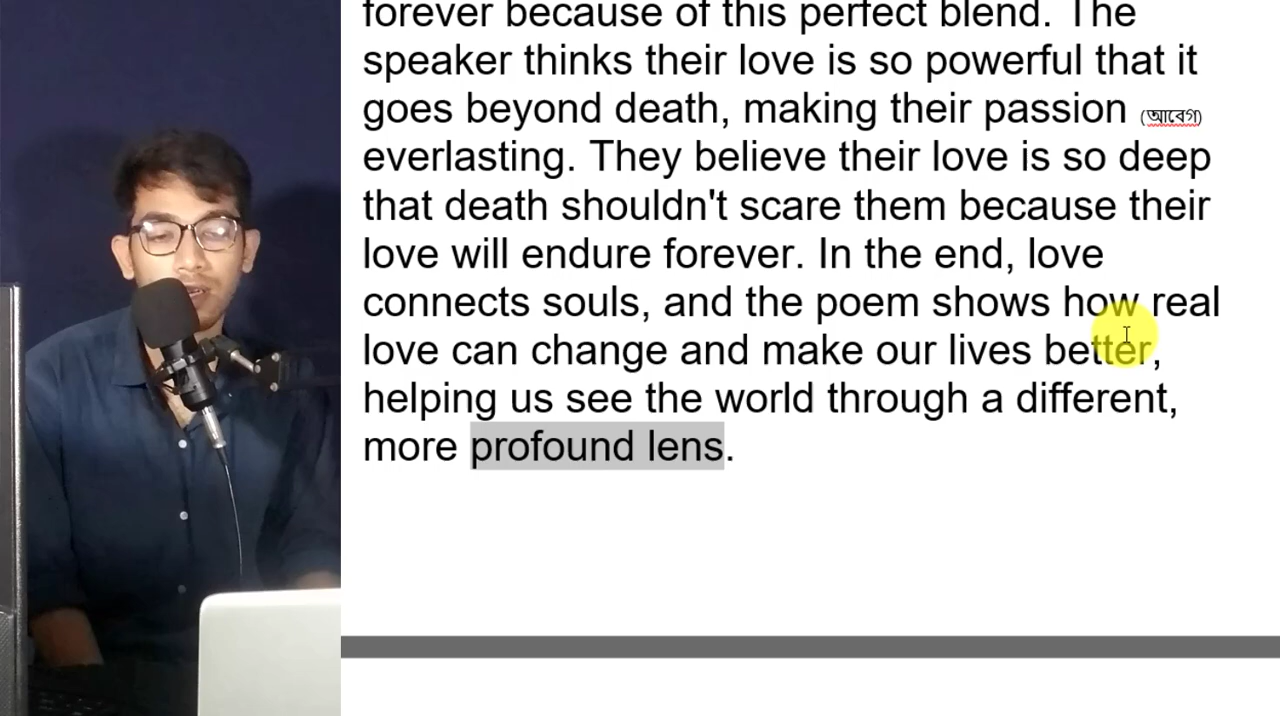 forever because of this perfect blend. The
speaker thinks their love is so powerful that it
goes beyond death, making their passion (আবেগ)
everlasting. They believe their love is so deep
that death shouldn't scare them because their
love will endure forever. In the end, love
connects souls, and the poem shows how real
love can change and make our lives better,
helping us see the world through a different,
more profound lens.